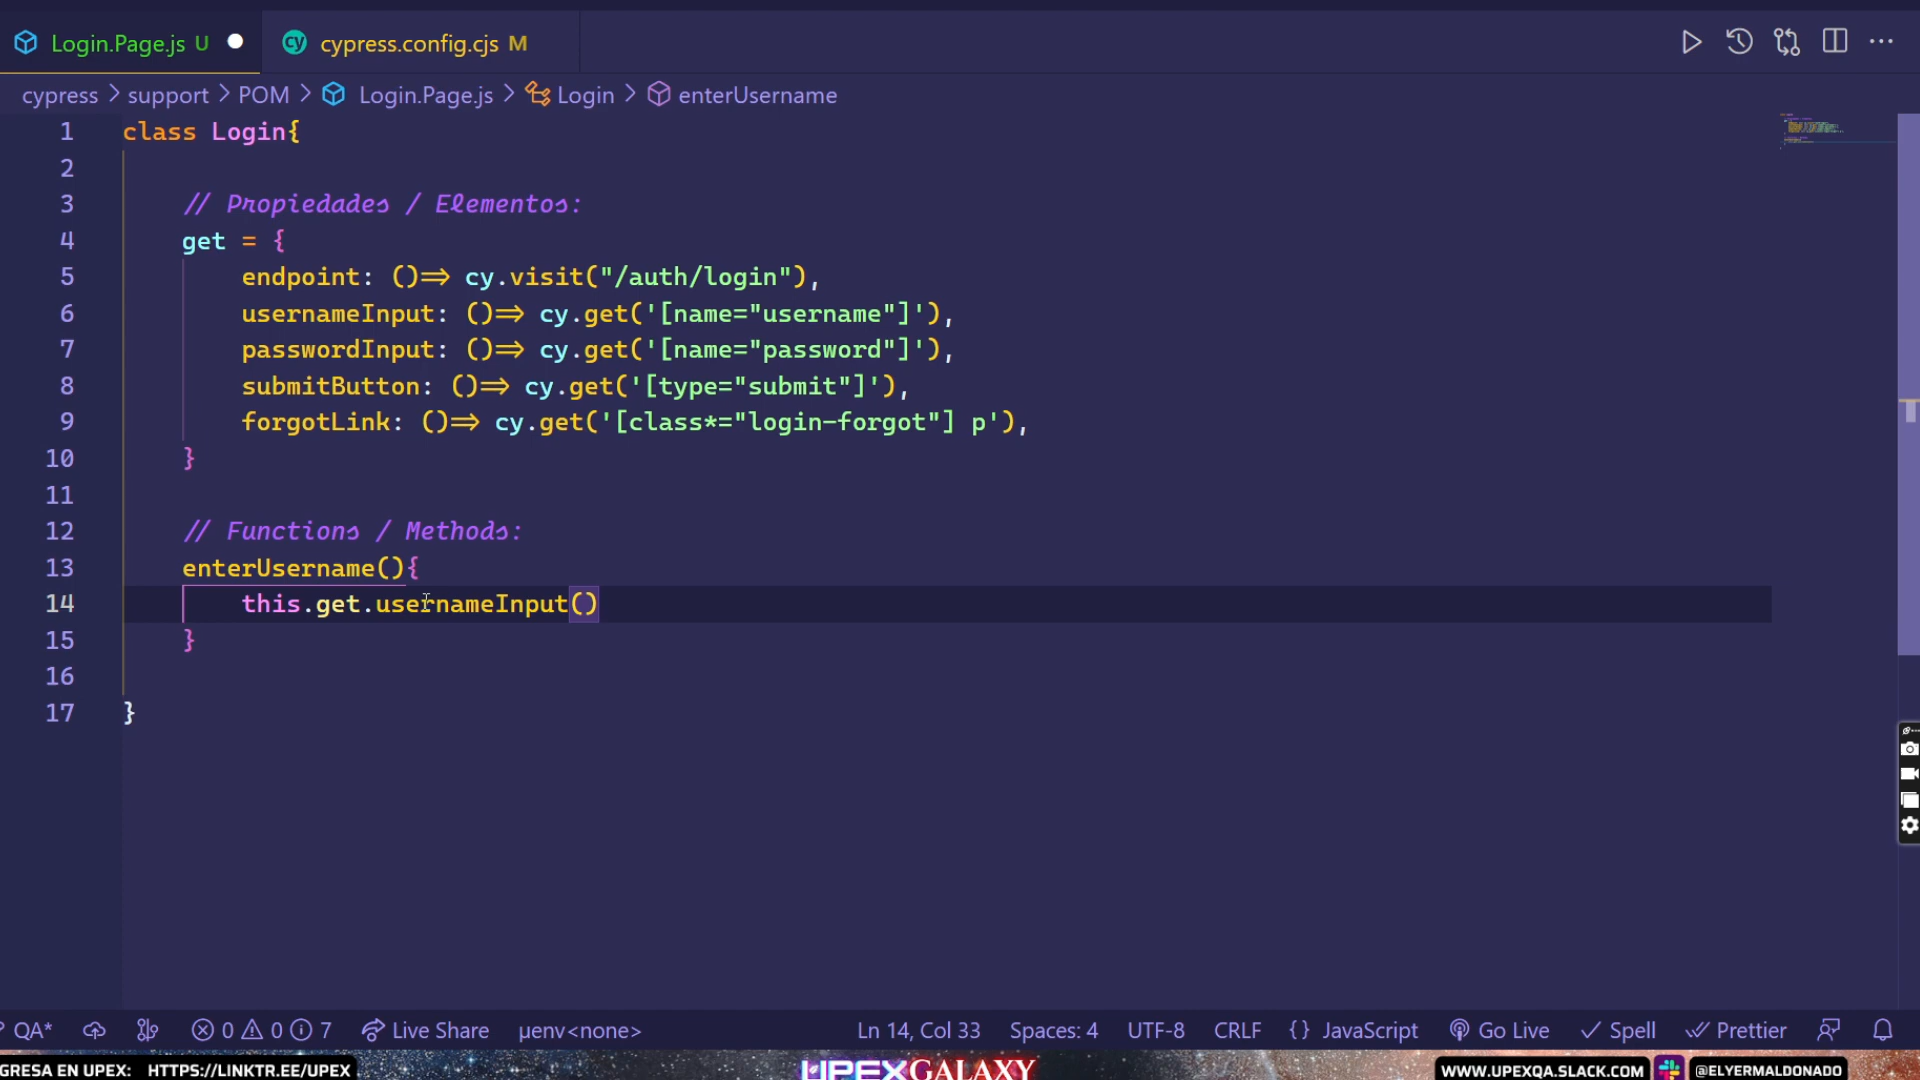 Login.Page.js U
cypress.config.cjs M
cypress > support > POM > Login.Page.js > Login > enterUsername
1 class Login{
2
3 // Propiedades / Elementos:
4 get = {
5 endpoint: ()=> cy.visit("/auth/login"),
6 usernameInput: ()=> cy.get('[name="username"]'),
7 passwordInput: ()=> cy.get('[name="password"]'),
8 submitButton: ()=> cy.get('[type="submit"]'),
9 forgotLink: ()=> cy.get('[class*="login-forgot"] p'),
10 }
11
12 // Functions / Methods:
13 enterUsername(){
14 this.get.usernameInput()
15 }
16
17 }
QA* 0 0 7 Live Share µenv<none> Ln 14, Col 33 Spaces: 4 UTF-8 CRLF {} JavaScript Go Live Spell Prettier
GRESA EN UPEX: HTTPS://LINKTR.EE/UPEX UPEXGALAXY WWW.UPEXQA.SLACK.COM @ELYERMALDONADO